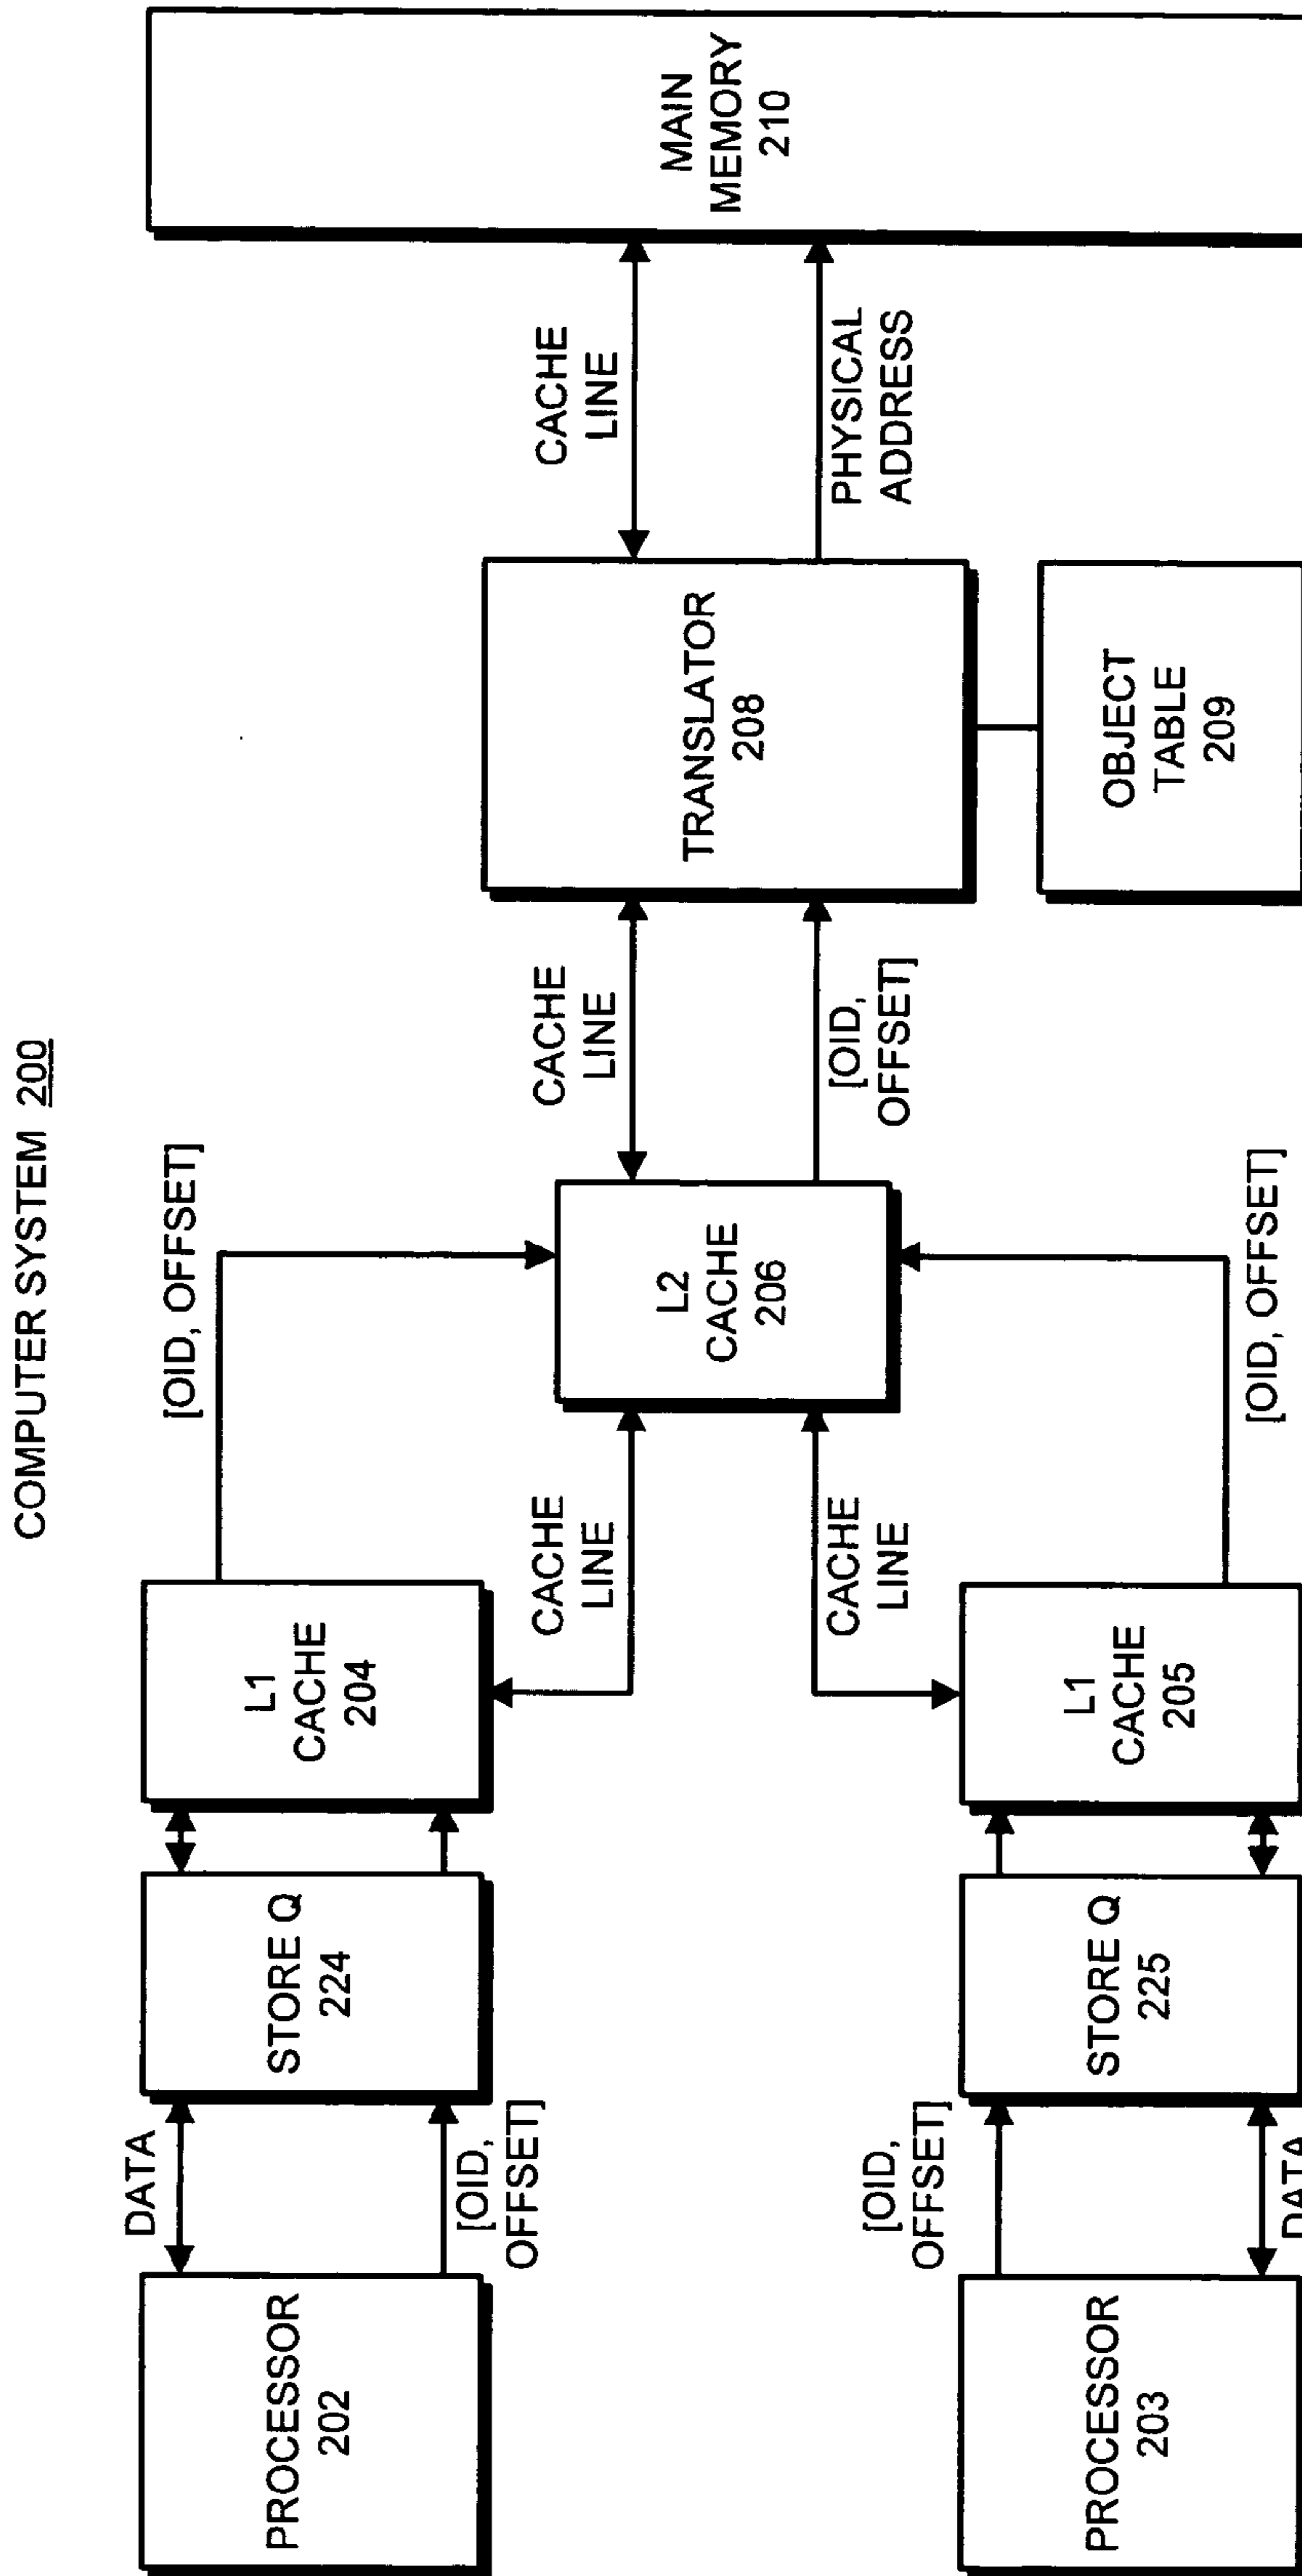 COMPUTER SYSTEM 200
PROCESSOR
202
DATA
[OID,
OFFSET]
STORE Q
224
L1
CACHE
204
[OID, OFFSET]
CACHE
LINE
PROCESSOR
203
[OID,
OFFSET]
DATA
STORE Q
225
L1
CACHE
205
CACHE
LINE
[OID, OFFSET]
L2
CACHE
206
CACHE
LINE
[OID,
OFFSET]
TRANSLATOR
208
OBJECT
TABLE
209
CACHE
LINE
PHYSICAL
ADDRESS
MAIN
MEMORY
210